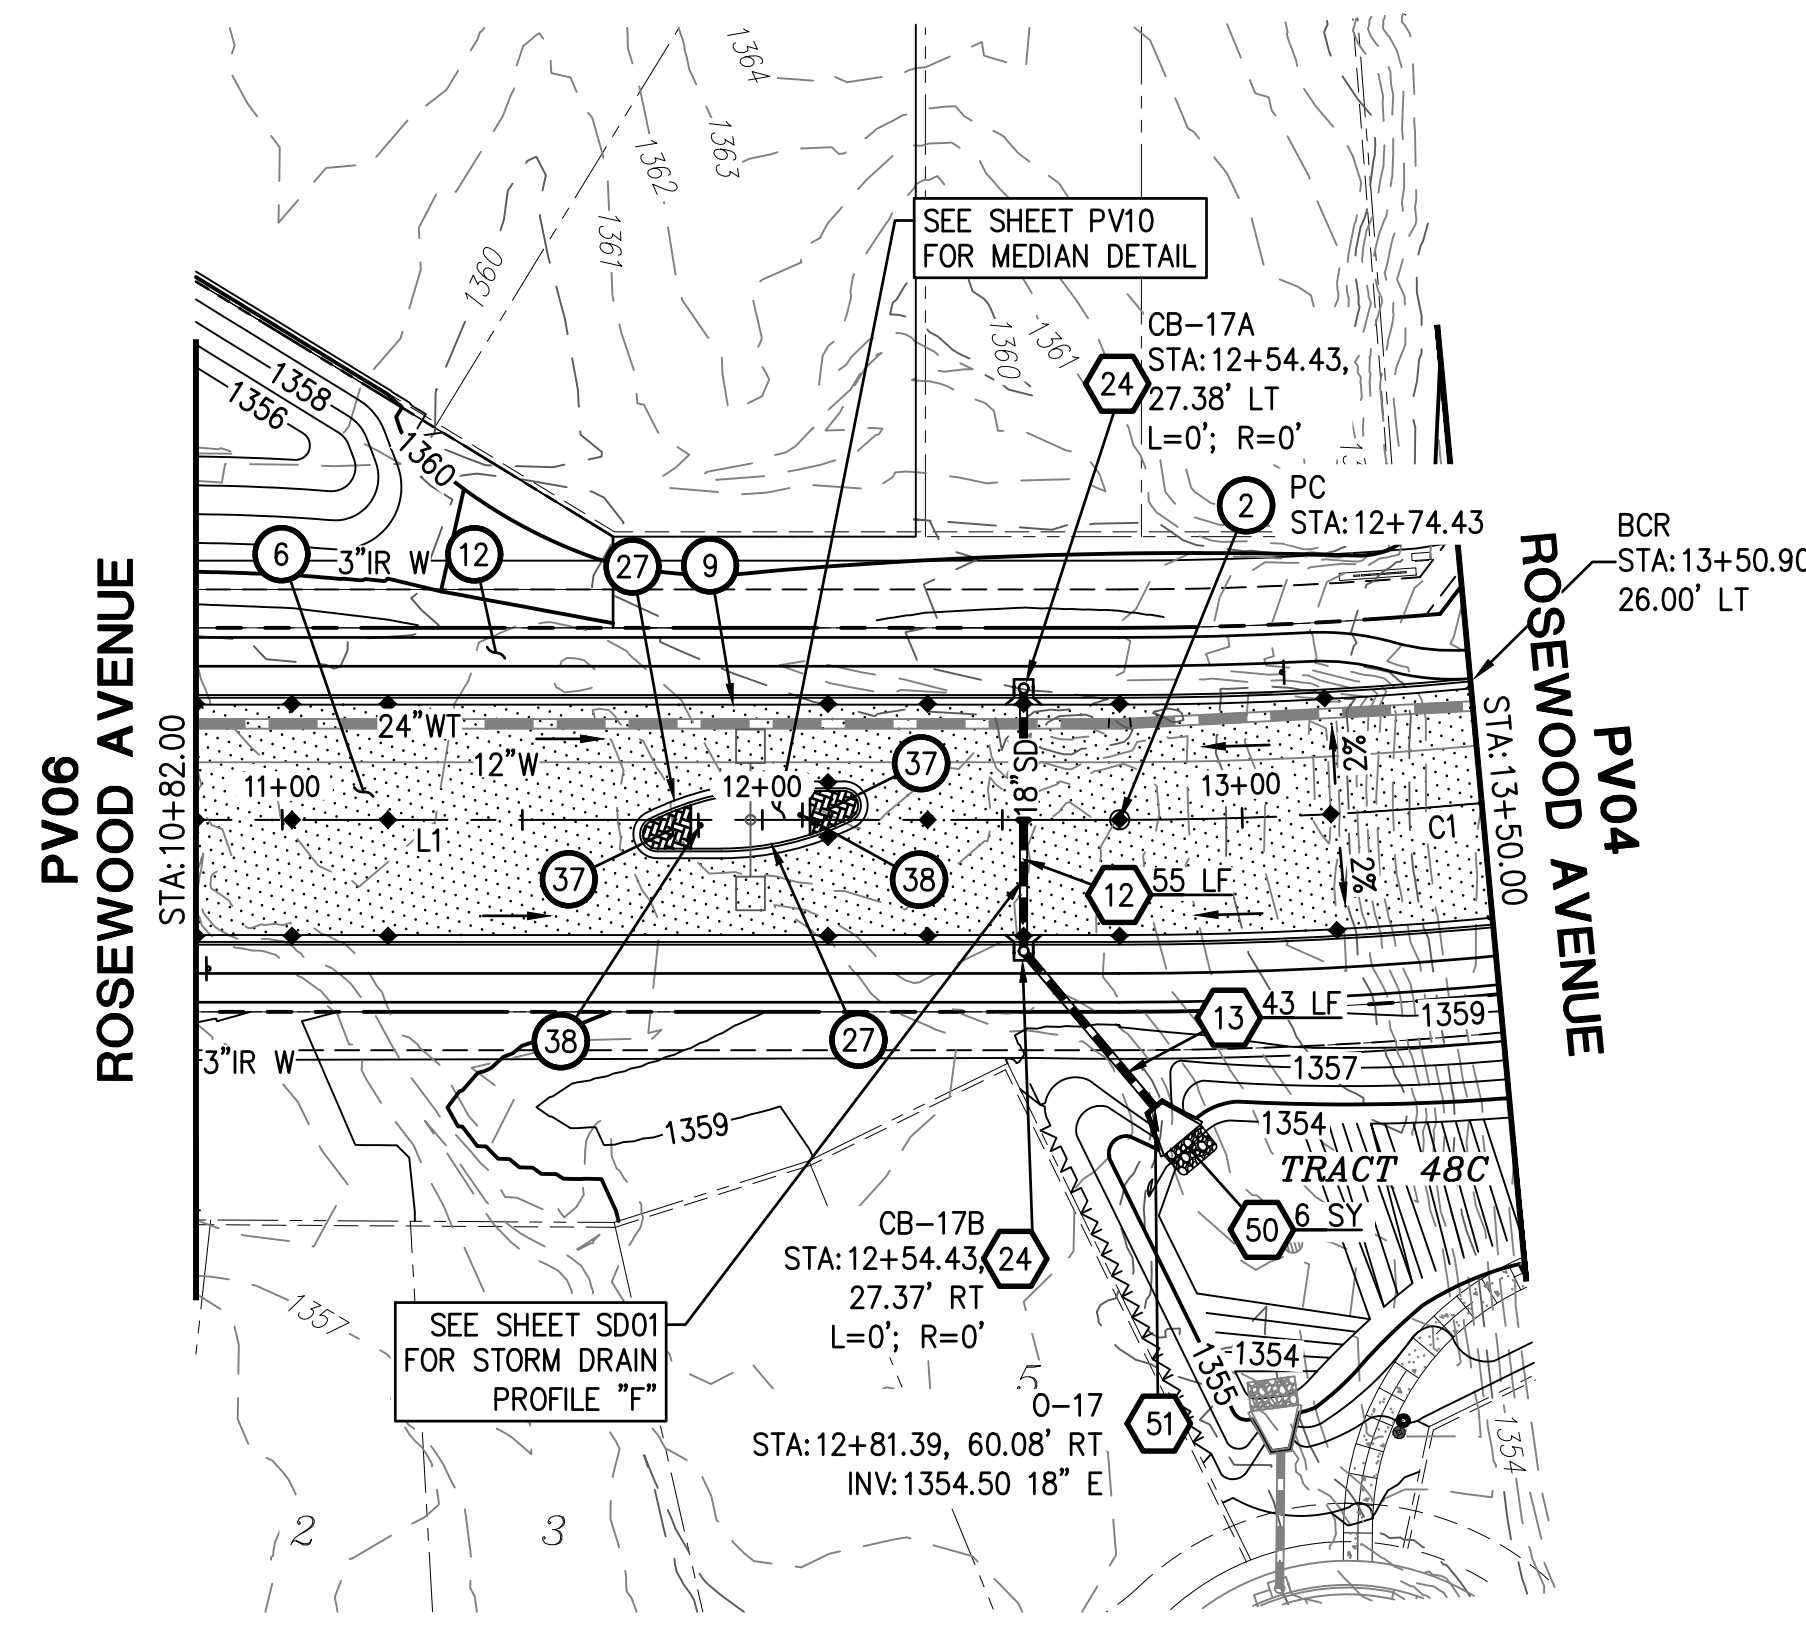 1364
1363
1362
1361
1360
SEE SHEET PV10
FOR MEDIAN DETAIL
1360
1361
CB-17A
STA:12+54.43,
27.38' LT
L=0'; R=0'
24
1358
1356
1360
2
PC
STA:12+74.43
BCR
STA:13+50.90
26.00' LT
6
3"IR W
12
27
9
PV06
ROSEWOOD AVENUE
STA:10+82.00
24"WT
12"W
11+00
12+00
13+00
37
18"SD
2%
2%
L1
C1
STA:13+50.00
ROSEWOOD AVENUE
PV04
37
38
12
55 LF
38
27
13
43 LF
1359
3"IR W
1357
1359
1354
TRACT 48C
50
6 SY
CB-17B
STA:12+54.43,
27.37' RT
L=0'; R=0'
24
1357
SEE SHEET SD01
FOR STORM DRAIN
PROFILE "F"
1354
1355
5
O-17
STA:12+81.39, 60.08' RT
INV:1354.50 18" E
51
1354
2
3